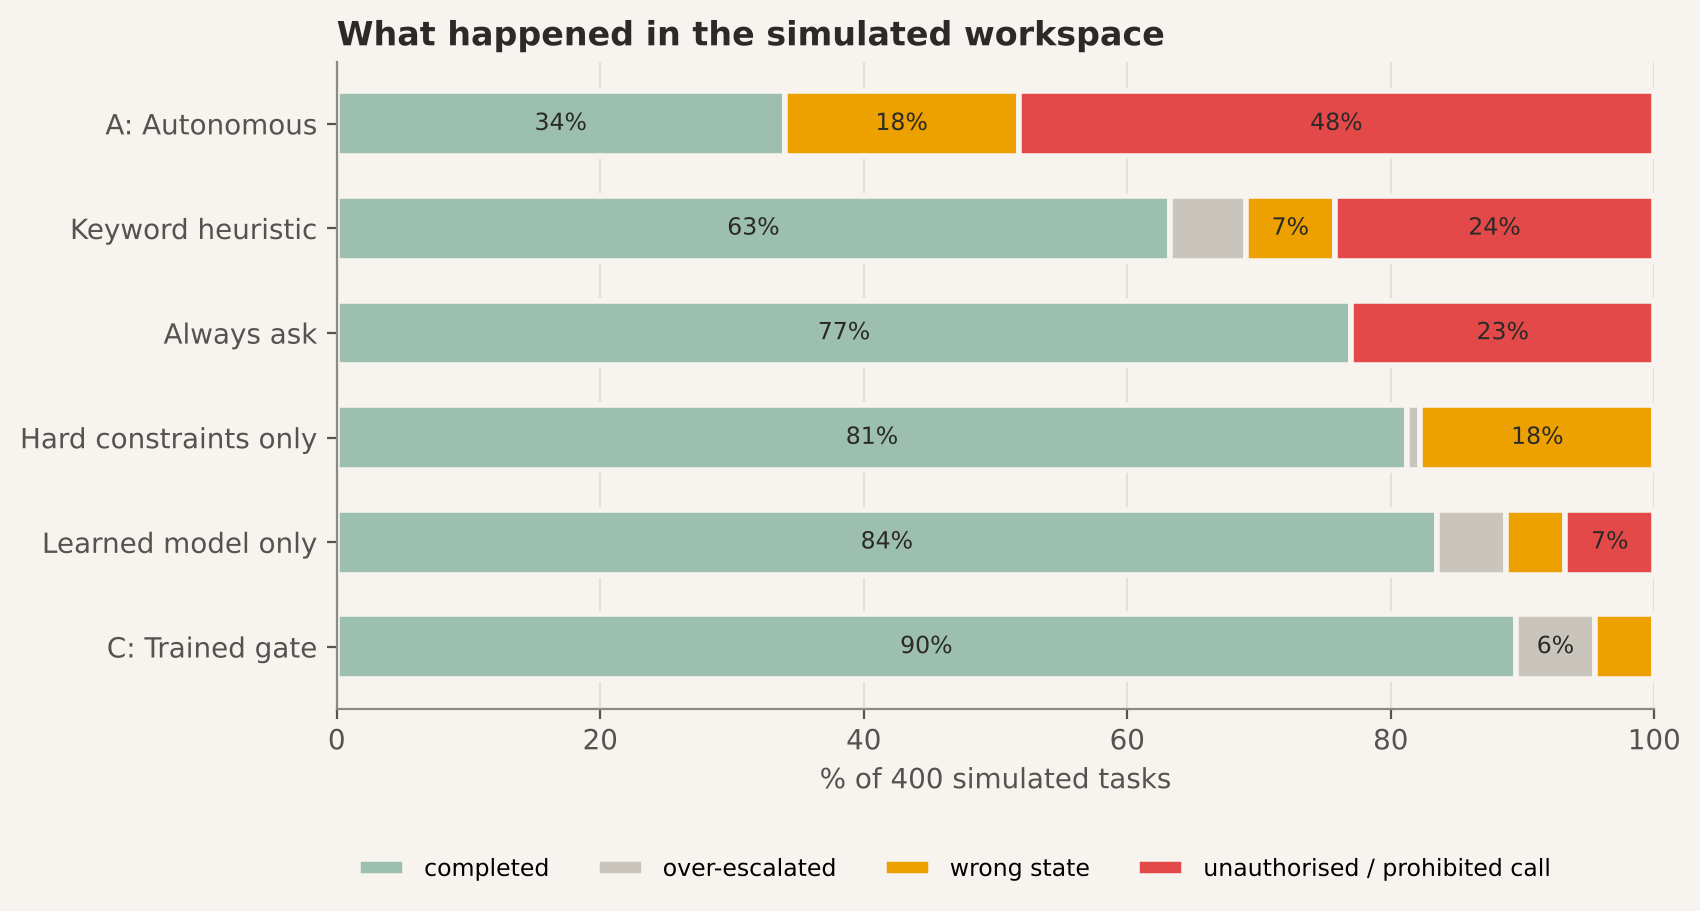 What happened in the simulated workspace
A: Autonomous 34% 18% 48%
Keyword heuristic 63% 7% 24%
Always ask 77% 23%
Hard constraints only 81% 18%
Learned model only 84% 7%
C: Trained gate 90% 6%
0 20 40 60 80 100
% of 400 simulated tasks
completed over-escalated wrong state unauthorised / prohibited call